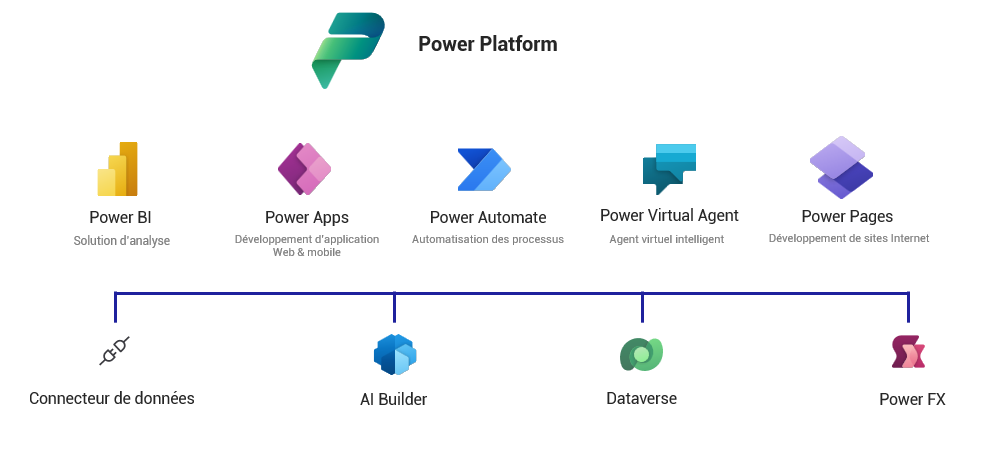 Power Platform
Power BI
Solution d'analyse
Power Apps
Développement d'application
Web & mobile
Power Automate
Automatisation des processus
Power Virtual Agent
Agent virtuel intelligent
Power Pages
Développement de sites Internet
Connecteur de données
AI Builder
Dataverse
Power FX